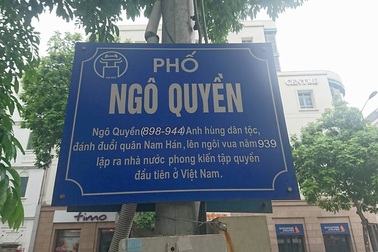 PHỐ
NGÔ QUYỀN
Ngô Quyền(898-944)Anh hùng dân tộc,
đánh đuổi quân Nam Hán, lên ngôi vua năm 939
lập ra nhà nước phong kiến tập quyền
đầu tiên ở Việt Nam.
fimo